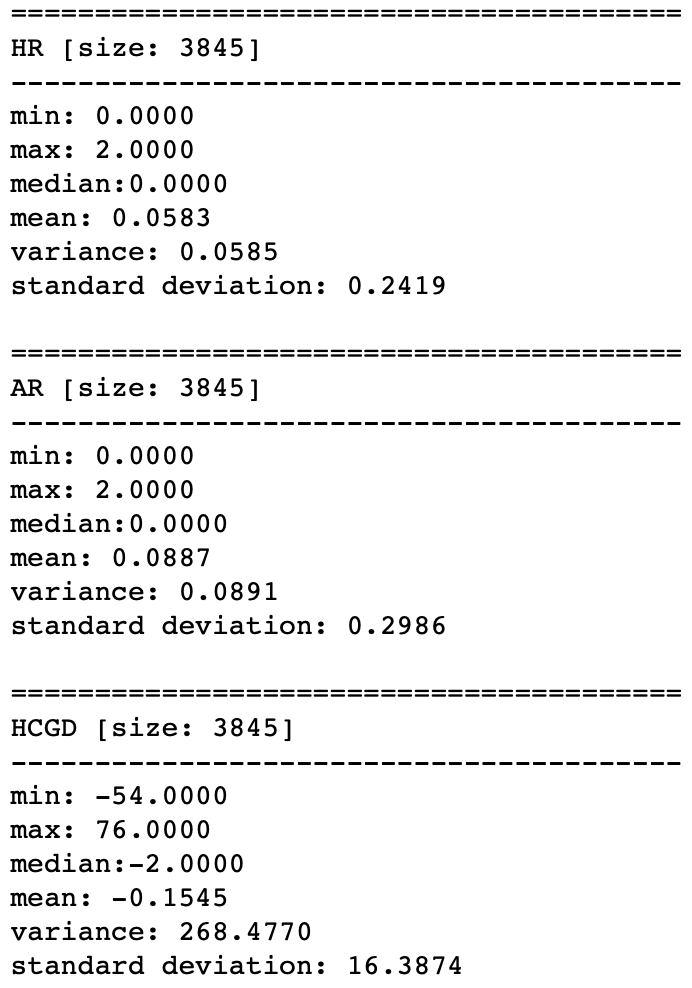 ========================================
HR [size: 3845]
----------------------------------------
min: 0.0000
max: 2.0000
median:0.0000
mean: 0.0583
variance: 0.0585
standard deviation: 0.2419
========================================
AR [size: 3845]
----------------------------------------
min: 0.0000
max: 2.0000
median:0.0000
mean: 0.0887
variance: 0.0891
standard deviation: 0.2986
========================================
HCGD [size: 3845]
----------------------------------------
min: -54.0000
max: 76.0000
median:-2.0000
mean: -0.1545
variance: 268.4770
standard deviation: 16.3874